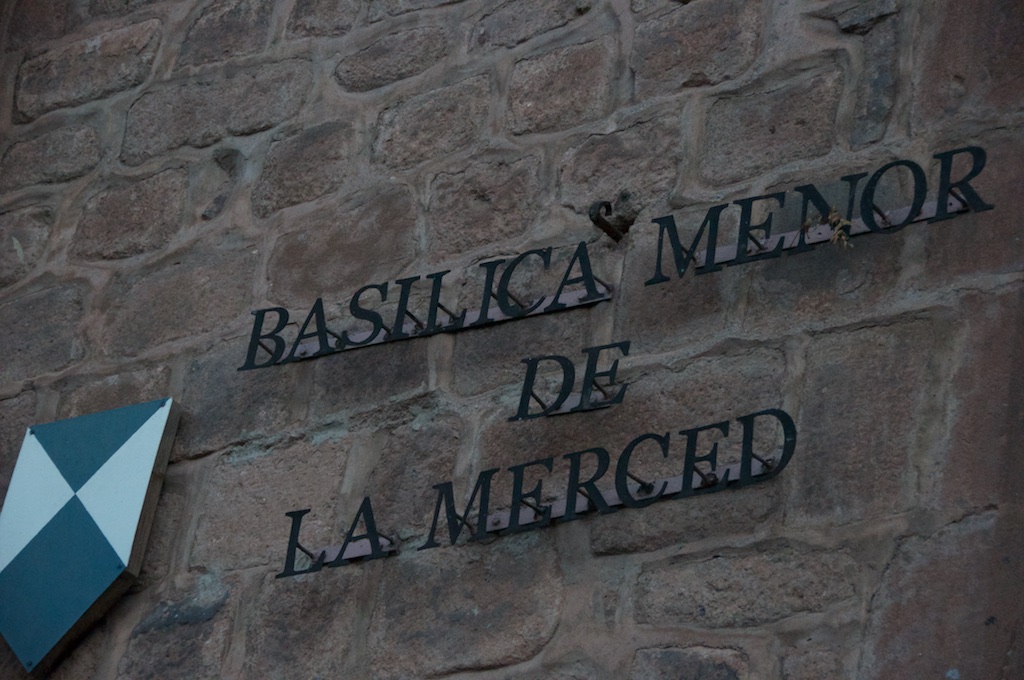 BASILICA MENOR
DE
LA MERCED